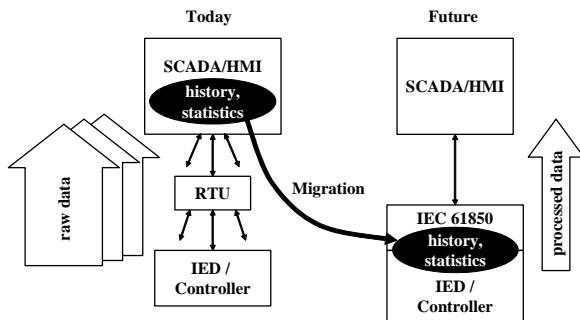 Today
Future
SCADA/HMI
history,
statistics
SCADA/HMI
raw data
RTU
Migration
processed data
IED /
Controller
IEC 61850
history,
statistics
IED /
Controller